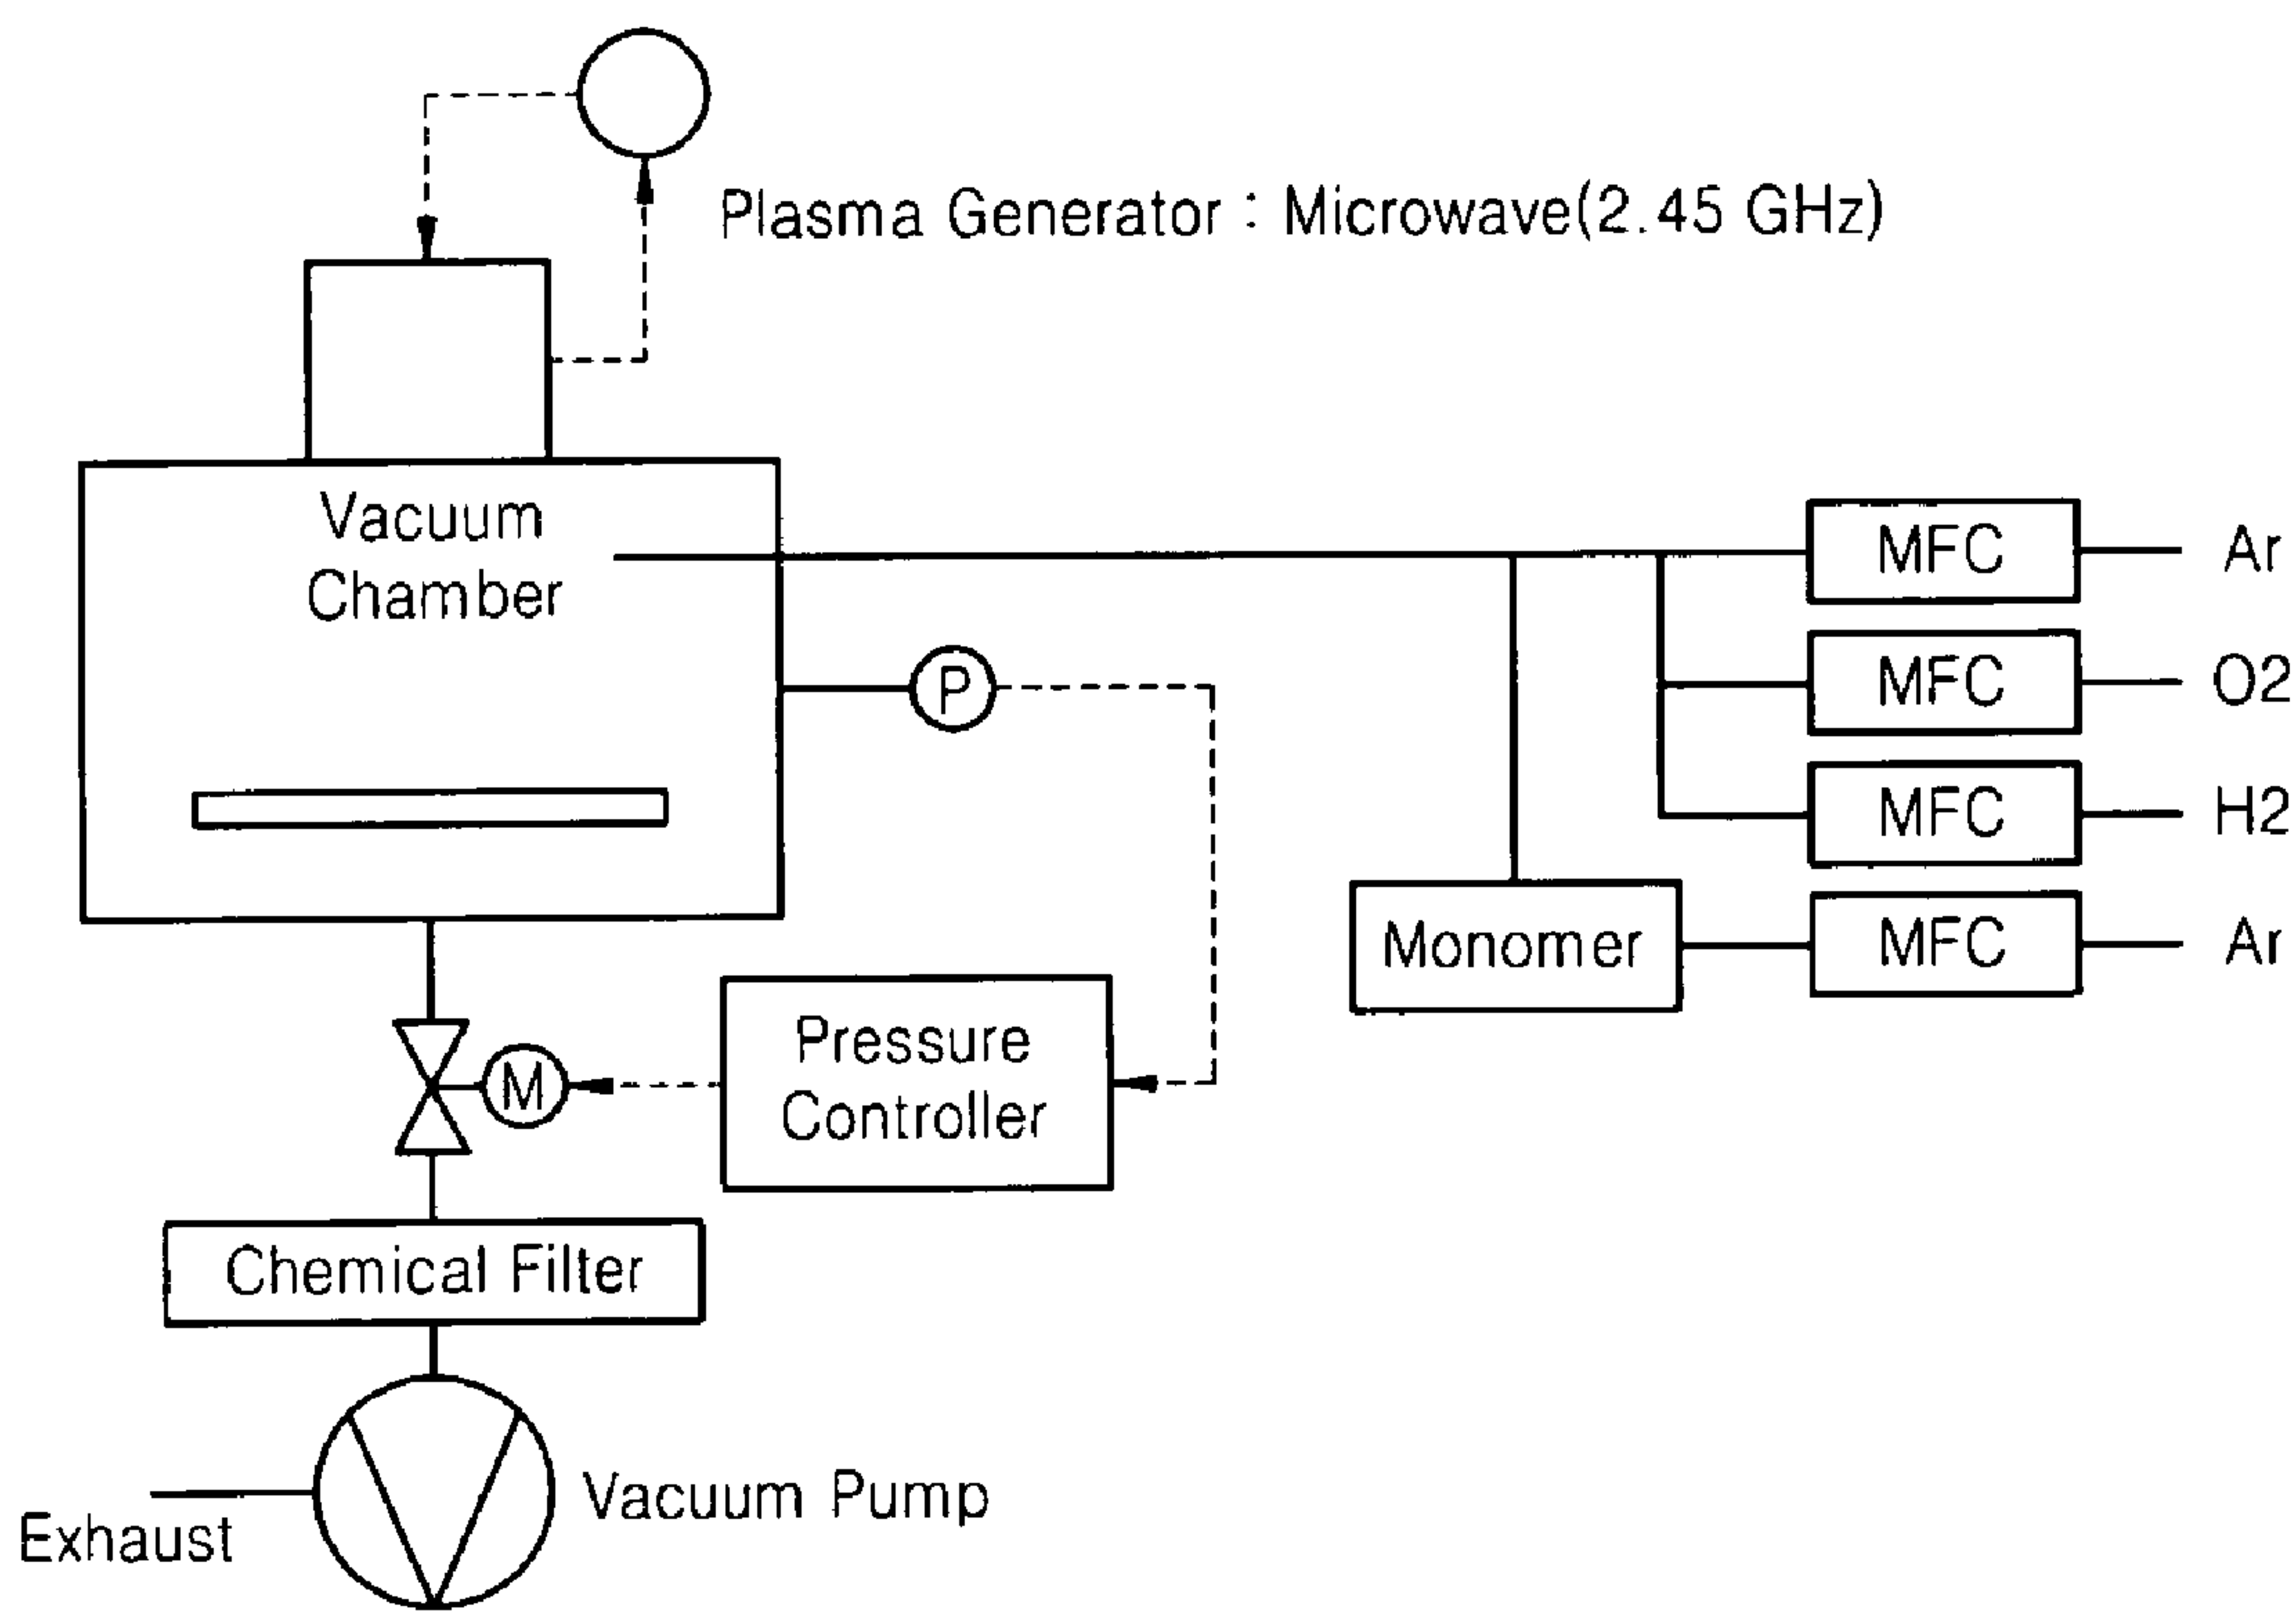 Plasma Generator : Microwave(2.45 GHz)
Vacuum
Chamber
MFC Ar
P
MFC O2
MFC H2
Monomer MFC Ar
Pressure
Controller
M
Chemical Filter
Vacuum Pump
Exhaust